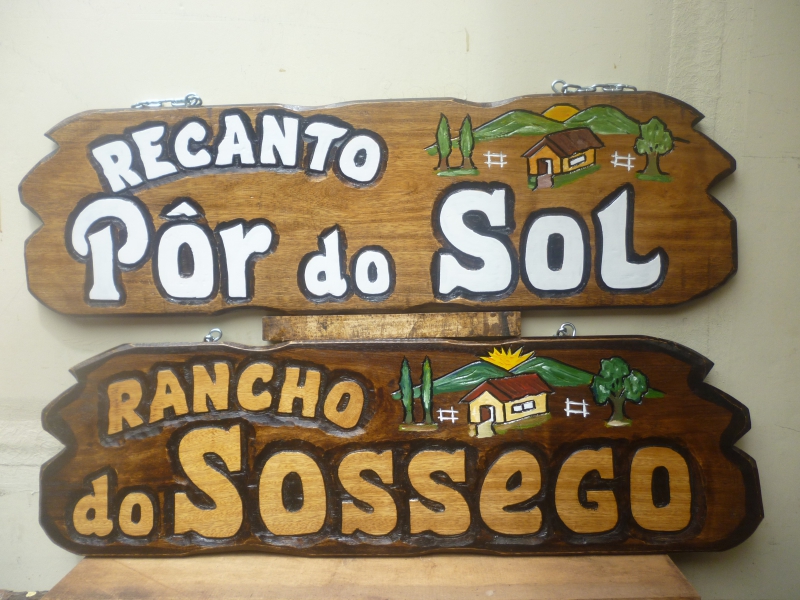 RECANTO
Pôr do Sol
RANCHO
do SOSSeGO